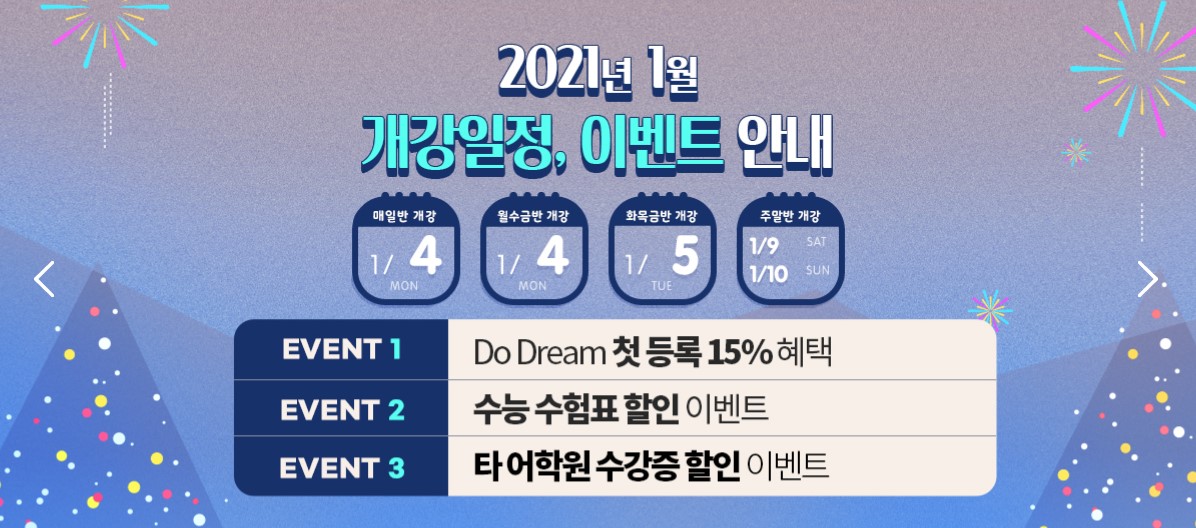 2021년 1월
개강일정, 이벤트 안내
매일반 개강
1/4
MON
월수금반 개강
1/4
MON
화목금반 개강
1/5
TUE
주말반 개강
1/9 SAT
1/10 SUN
EVENT 1 Do Dream 첫 등록 15% 혜택
EVENT 2 수능 수험표 할인 이벤트
EVENT 3 타 어학원 수강증 할인 이벤트